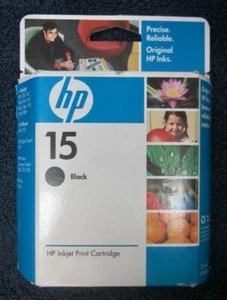 Precise.
Reliable.
Original
HP Inks.
hp
15
Black
HP Inkjet Print Cartridge